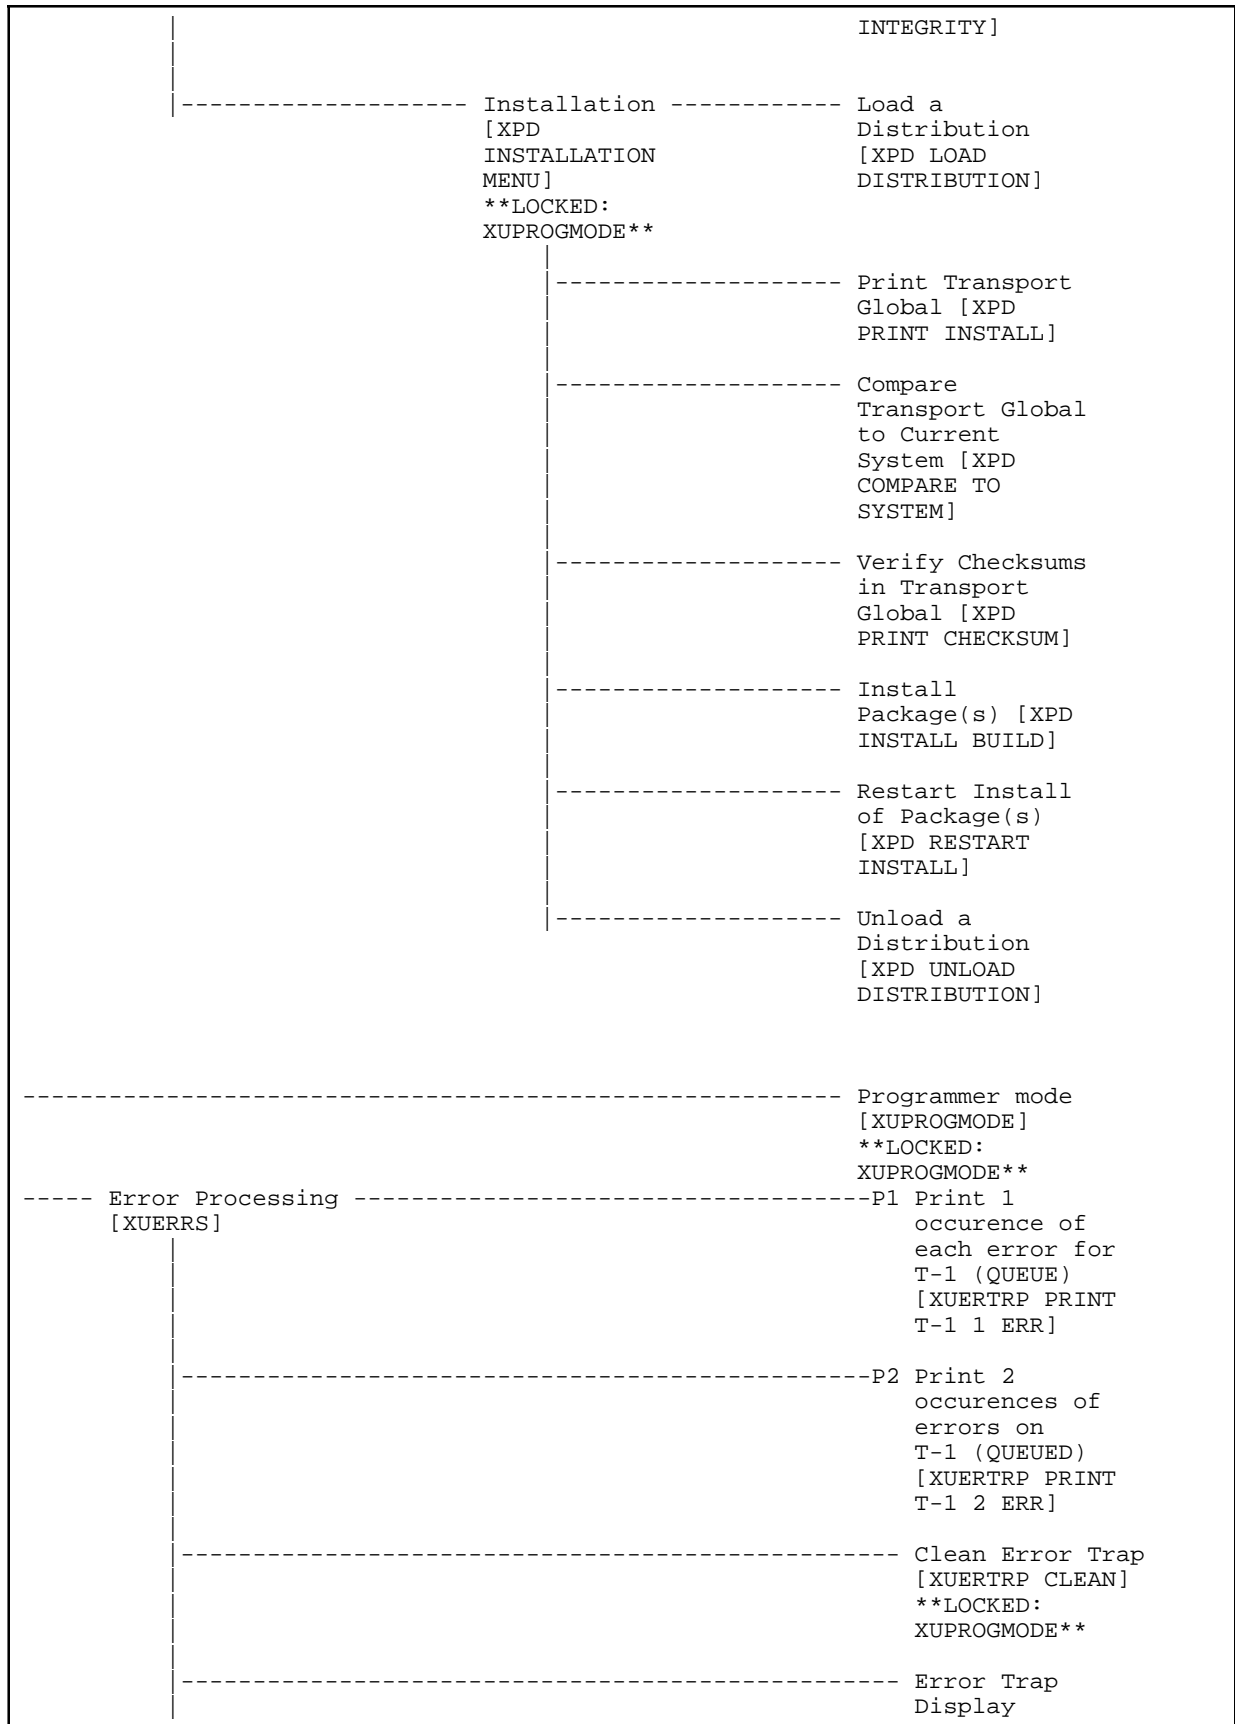 INTEGRITY]
|-------------------- Installation ------------ Load a
[XPD Distribution
INSTALLATION [XPD LOAD
MENU] DISTRIBUTION]
**LOCKED:
XUPROGMODE**
|-------------------- Print Transport
Global [XPD
PRINT INSTALL]
|-------------------- Compare
Transport Global
to Current
System [XPD
COMPARE TO
SYSTEM]
|-------------------- Verify Checksums
in Transport
Global [XPD
PRINT CHECKSUM]
|-------------------- Install
Package(s) [XPD
INSTALL BUILD]
|-------------------- Restart Install
of Package(s)
[XPD RESTART
INSTALL]
|-------------------- Unload a
Distribution
[XPD UNLOAD
DISTRIBUTION]
--------------------------------------------------------- Programmer mode
[XUPROGMODE]
**LOCKED:
XUPROGMODE**
----- Error Processing ------------------------------------P1 Print 1
[XUERRS] occurence of
each error for
T-1 (QUEUE)
[XUERTRP PRINT
T-1 1 ERR]
|------------------------------------------------P2 Print 2
occurences of
errors on
T-1 (QUEUED)
[XUERTRP PRINT
T-1 2 ERR]
|-------------------------------------------------- Clean Error Trap
[XUERTRP CLEAN]
**LOCKED:
XUPROGMODE**
|-------------------------------------------------- Error Trap
Display